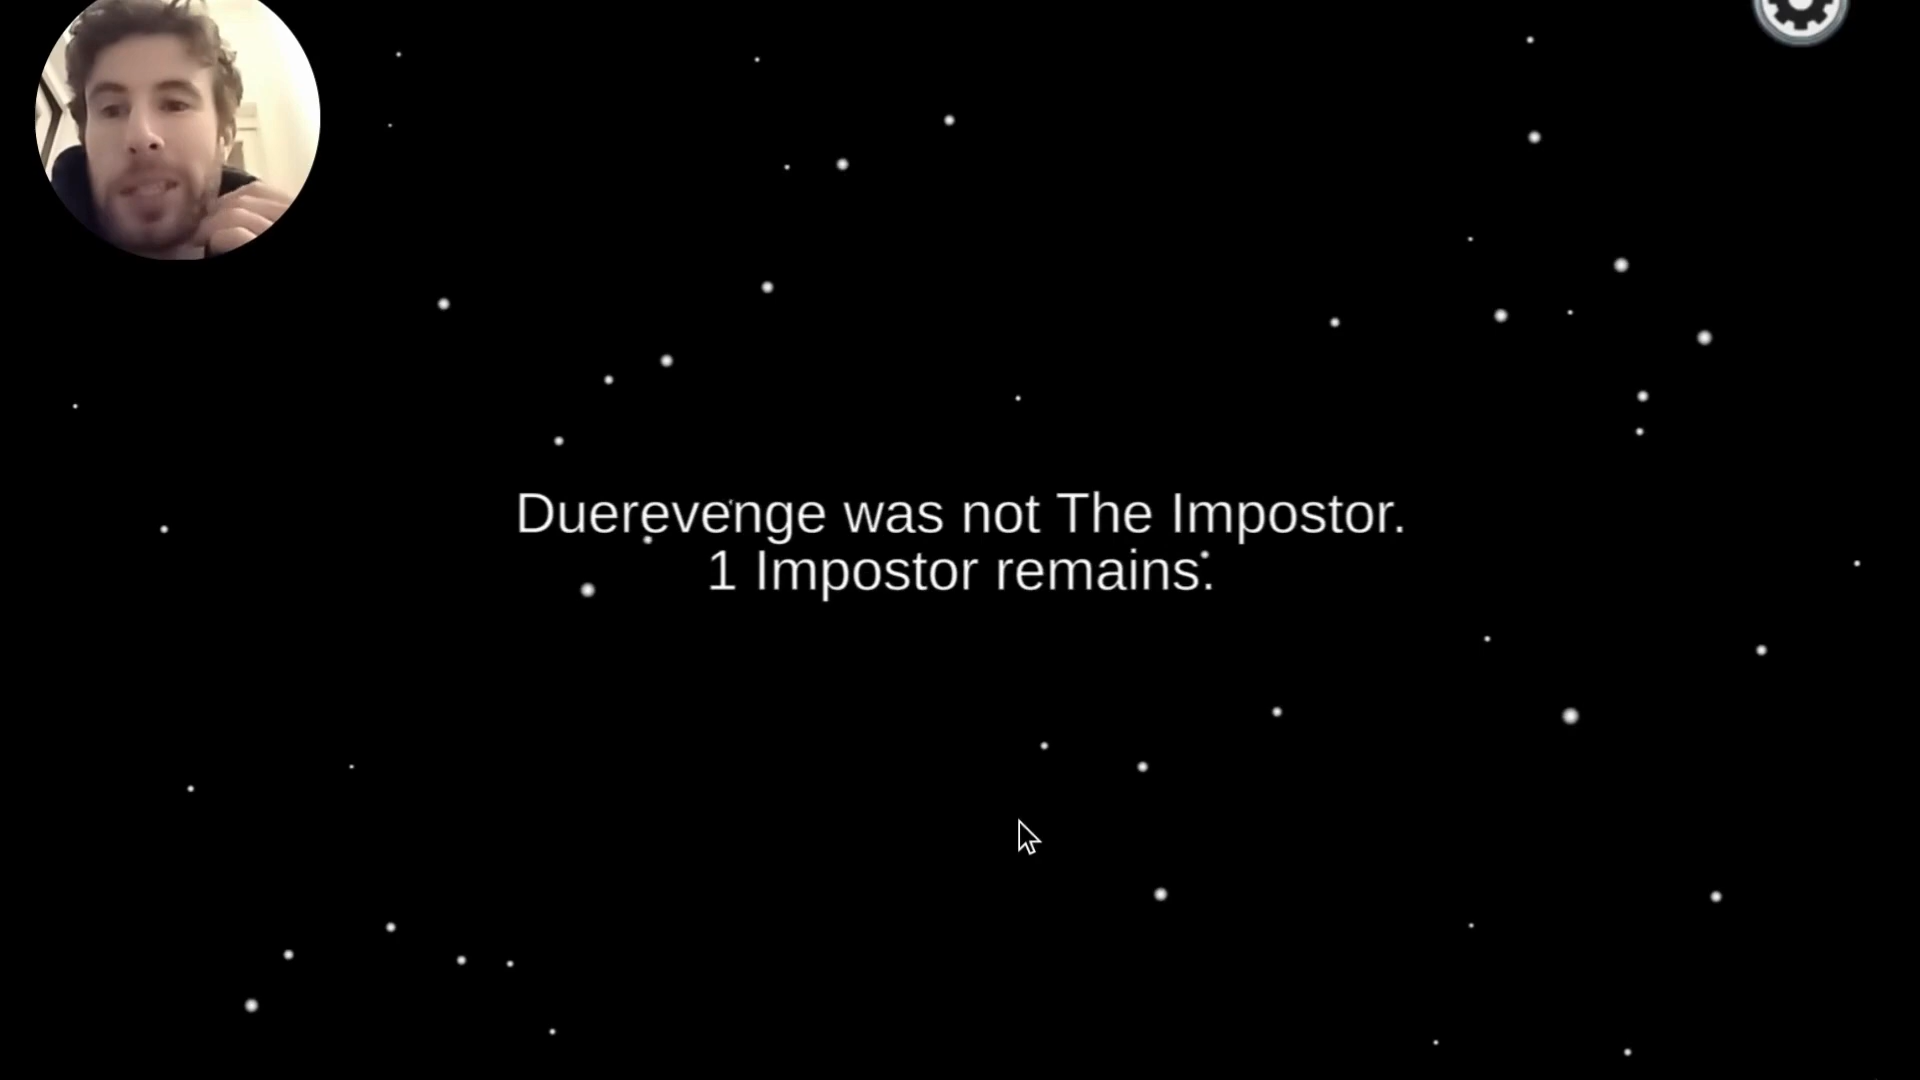 Duerevenge was not The Impostor.
1 Impostor remains.